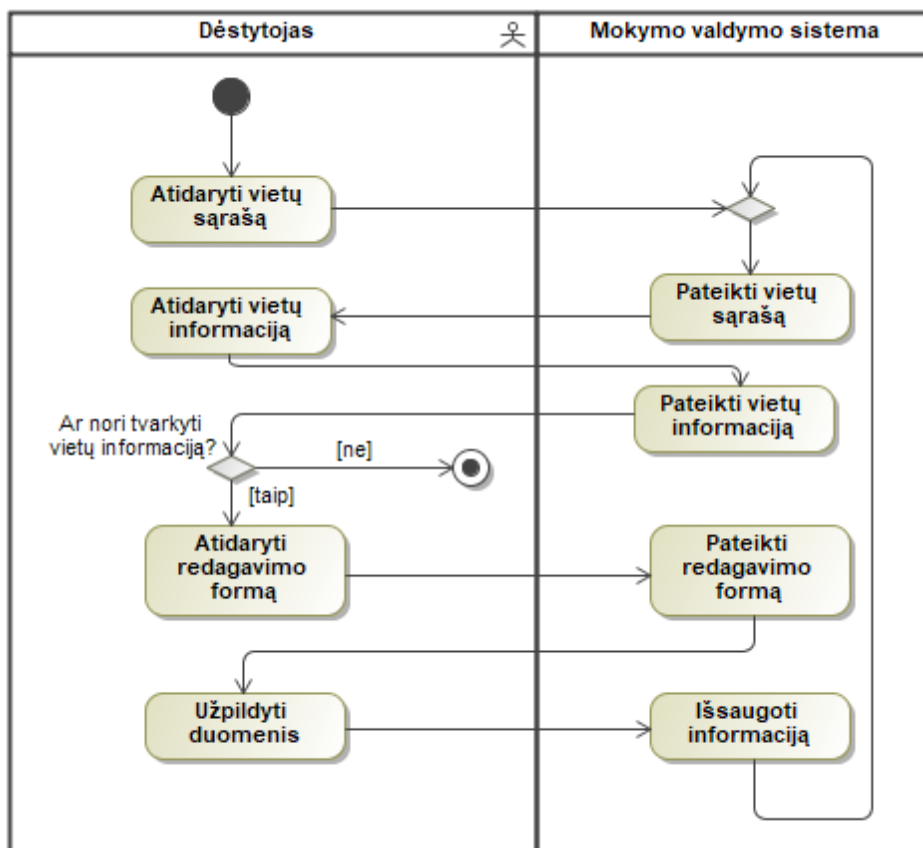 Dėstytojas
Mokymo valdymo sistema
Atidaryti vietų
sąrašą
Pateikti vietų
sąrašą
Atidaryti vietų
informaciją
Pateikti vietų
informaciją
Ar nori tvarkyti
vietų informaciją?
[ne]
[taip]
Atidaryti
redagavimo
formą
Pateikti
redagavimo
formą
Užpildyti
duomenis
Išsaugoti
informaciją